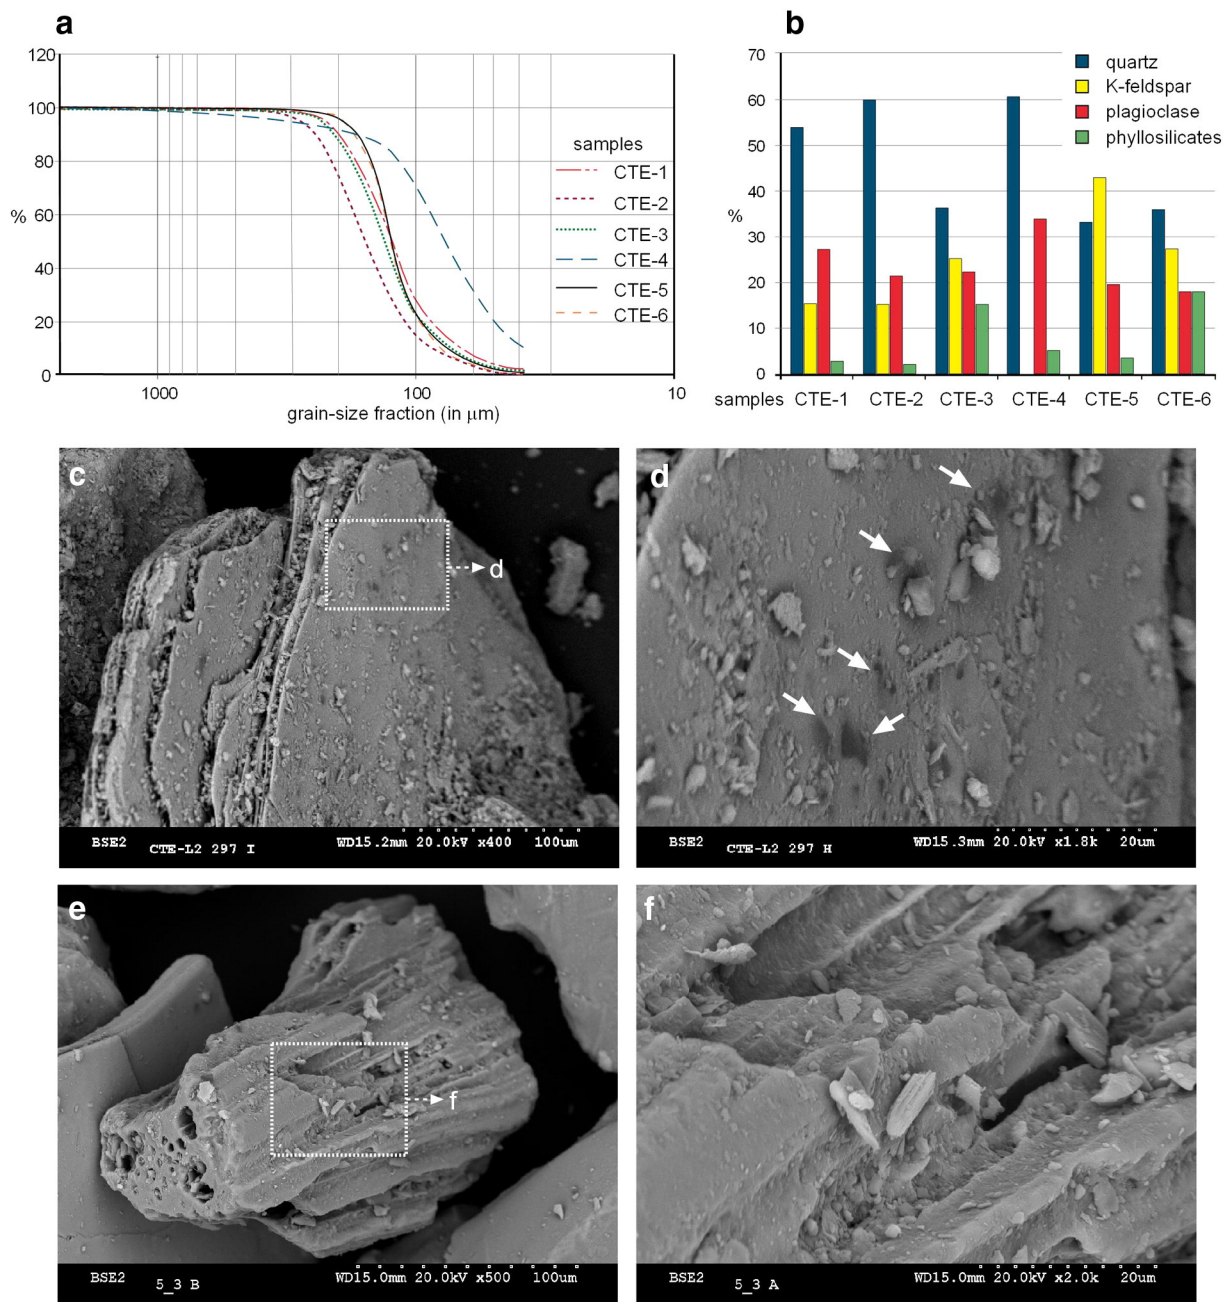 a
120
100
80
60
40
20
0
%
1000
100
10
grain-size fraction (in µm)
samples
CTE-1
CTE-2
CTE-3
CTE-4
CTE-5
CTE-6
b
70
60
50
40
30
20
10
0
%
quartz
K-feldspar
plagioclase
phyllosilicates
samples CTE-1 CTE-2 CTE-3 CTE-4 CTE-5 CTE-6
c
d
BSE2 CTE-L2 297 I WD15.2mm 20.0kV x400 100um
d
BSE2 CTE-L2 297 H WD15.3mm 20.0kV x1.8k 20um
e
f
BSE2 5_3 B WD15.0mm 20.0kV x500 100um
f
BSE2 5_3 A WD15.0mm 20.0kV x2.0k 20um